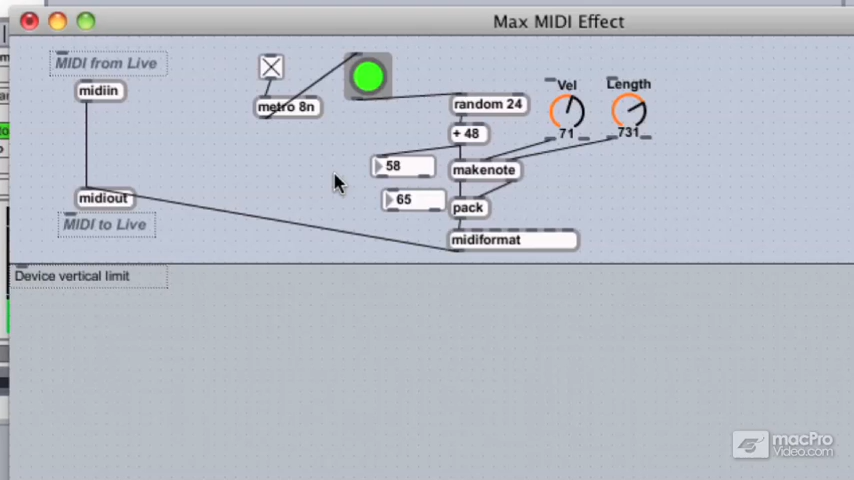 Max MIDI Effect
MIDI from Live
midiin
metro 8n
random 24
Vel
71
Length
731
+ 48
58
makenote
65
midiout
pack
MIDI to Live
midiformat
Device vertical limit
macPro
Video.com